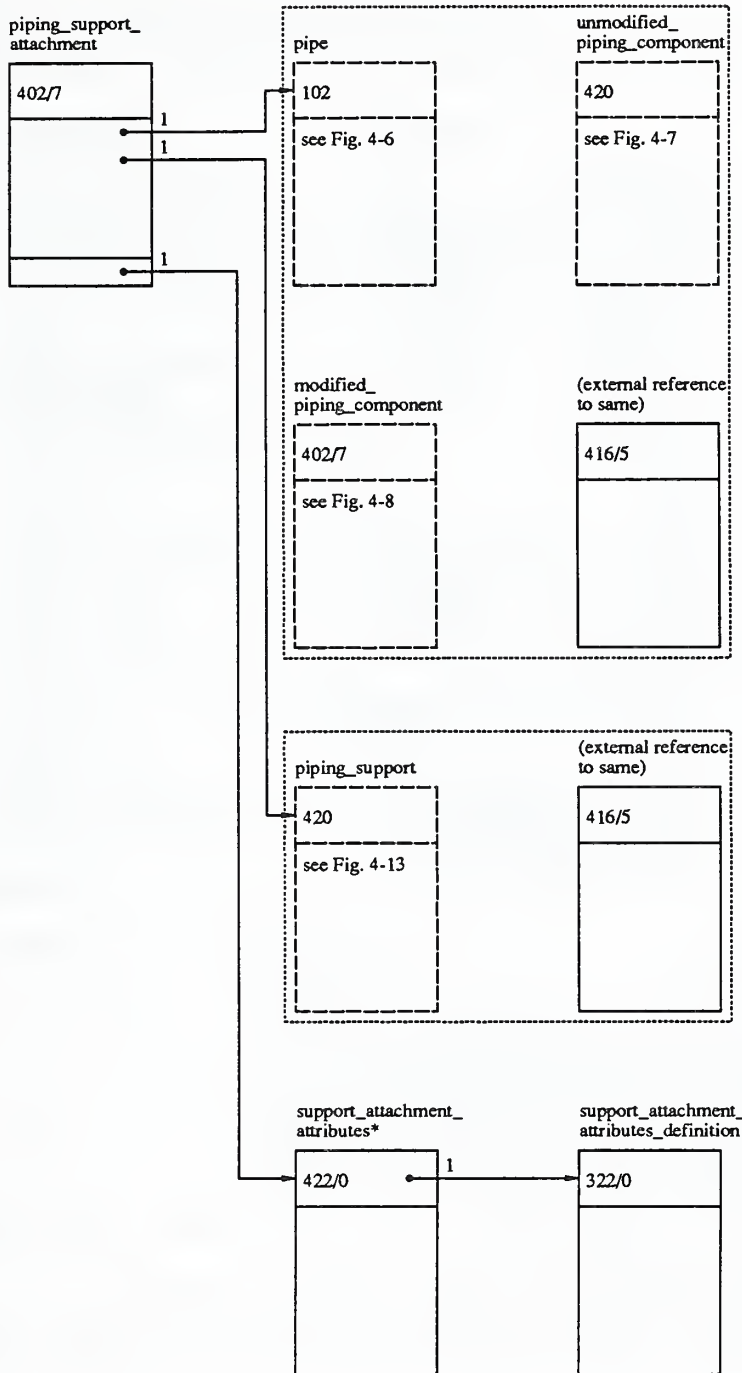 piping_support_
attachment
402/7
1
1
1
pipe
102
see Fig. 4-6
unmodified_
piping_component
420
see Fig. 4-7
modified_
piping_component
402/7
see Fig. 4-8
(external reference
to same)
416/5
piping_support
420
see Fig. 4-13
(external reference
to same)
416/5
support_attachment_
attributes*
422/0
1
support_attachment_
attributes_definition
322/0